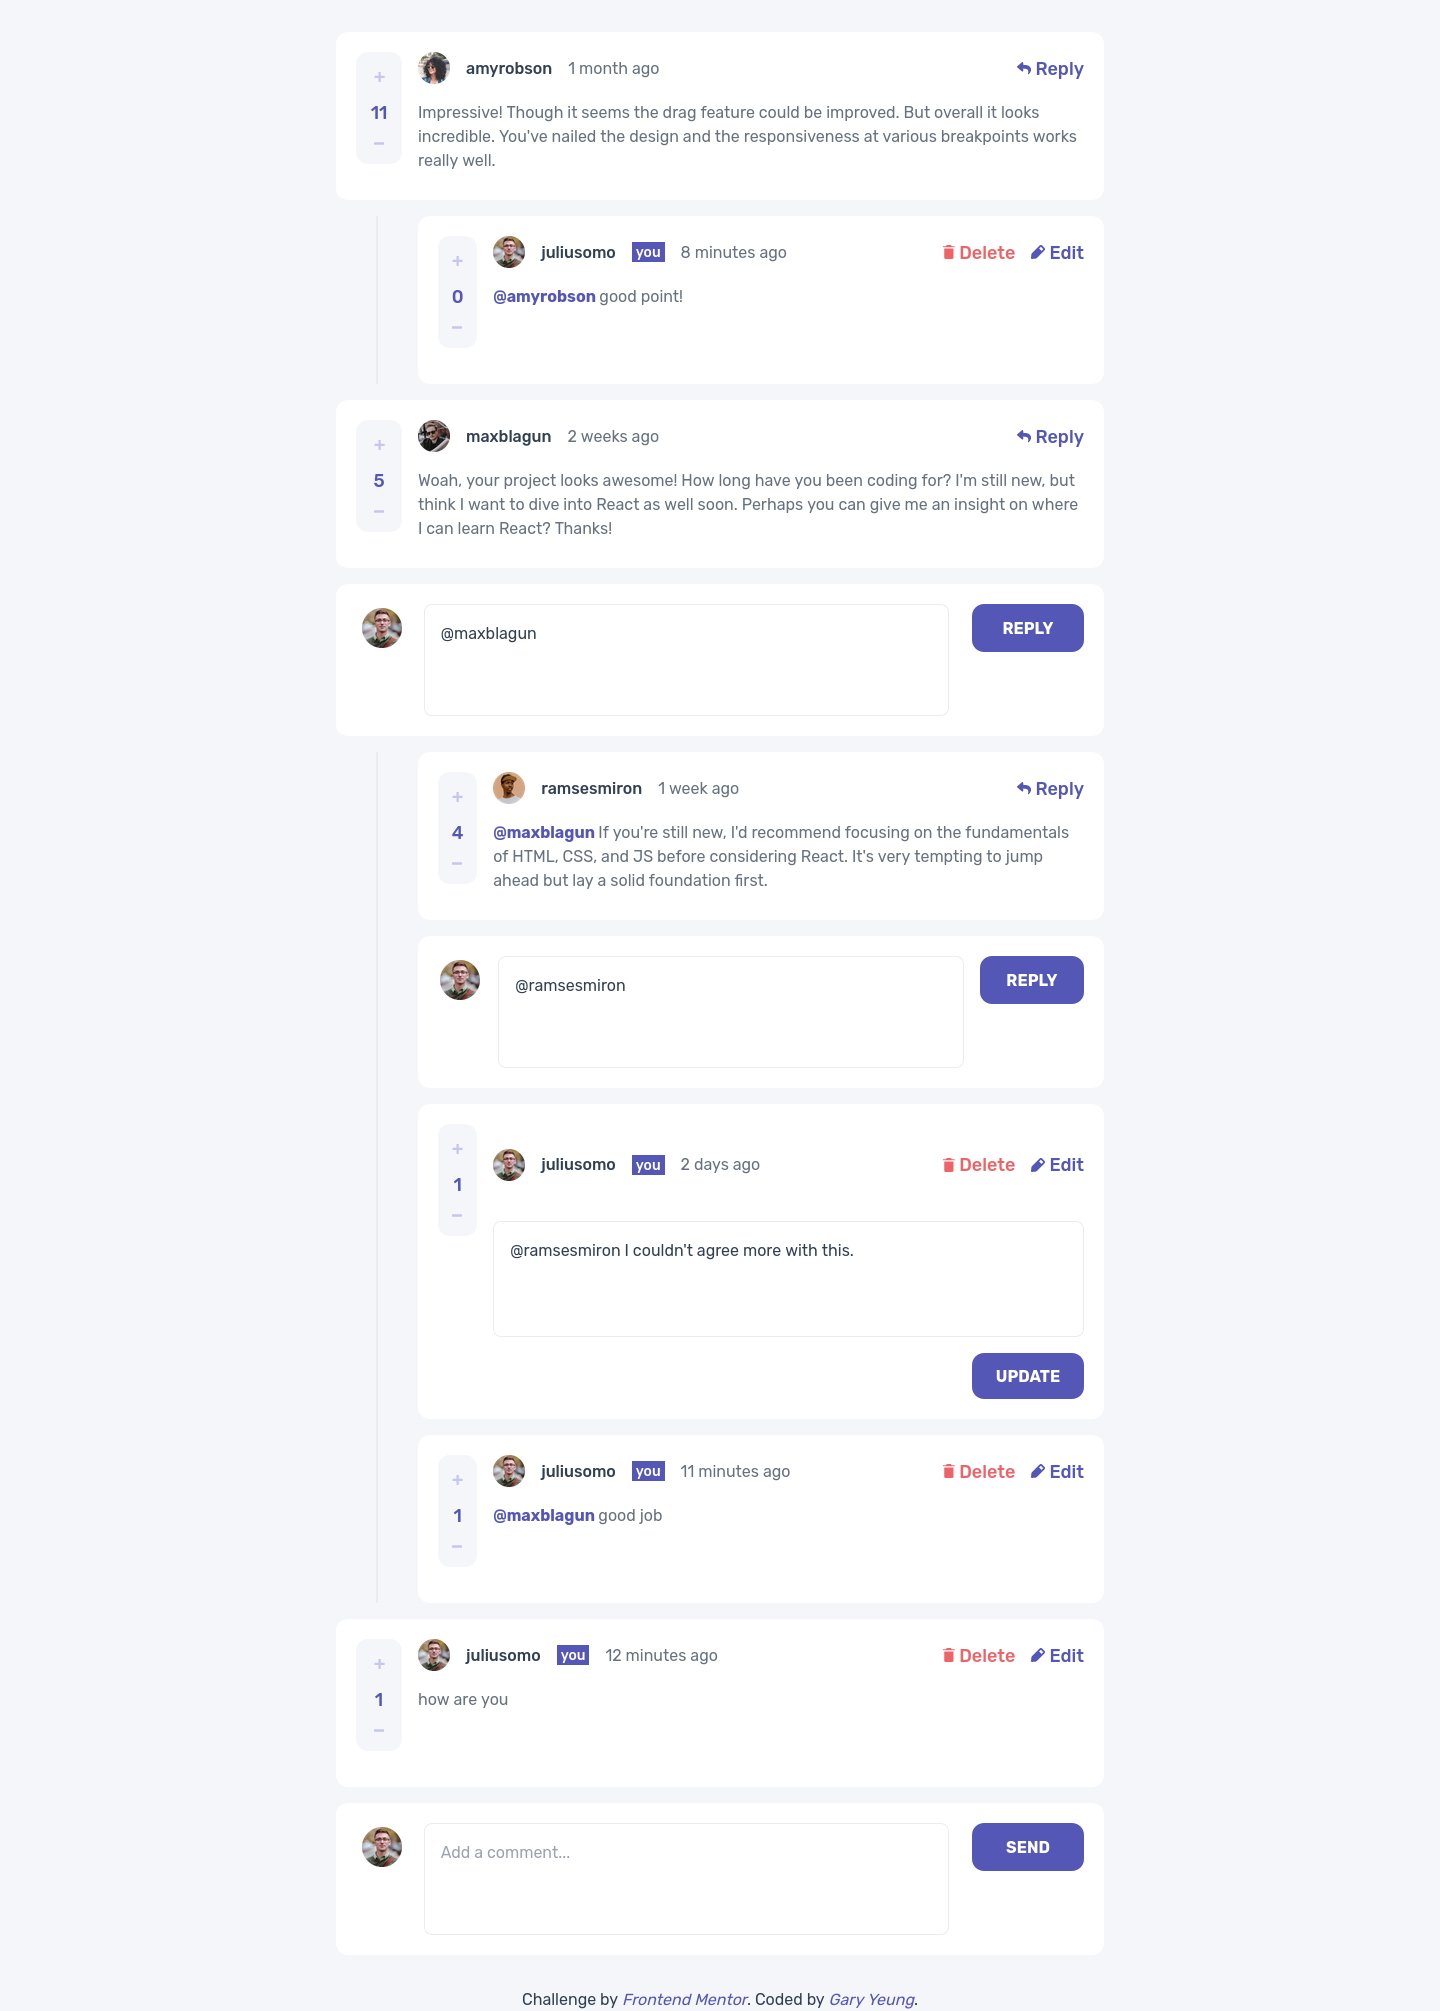 +
11
–
amyrobson 1 month ago Reply
Impressive! Though it seems the drag feature could be improved. But overall it looks
incredible. You've nailed the design and the responsiveness at various breakpoints works
really well.
+
0
–
juliusomo you 8 minutes ago Delete Edit
@amyrobson good point!
+
5
–
maxblagun 2 weeks ago Reply
Woah, your project looks awesome! How long have you been coding for? I'm still new, but
think I want to dive into React as well soon. Perhaps you can give me an insight on where
I can learn React? Thanks!
@maxblagun
REPLY
+
4
–
ramsesmiron 1 week ago Reply
@maxblagun If you're still new, I'd recommend focusing on the fundamentals
of HTML, CSS, and JS before considering React. It's very tempting to jump
ahead but lay a solid foundation first.
@ramsesmiron
REPLY
+
1
–
juliusomo you 2 days ago Delete Edit
@ramsesmiron I couldn't agree more with this.
UPDATE
+
1
–
juliusomo you 11 minutes ago Delete Edit
@maxblagun good job
+
1
–
juliusomo you 12 minutes ago Delete Edit
how are you
Add a comment...
SEND
Challenge by Frontend Mentor. Coded by Gary Yeung.